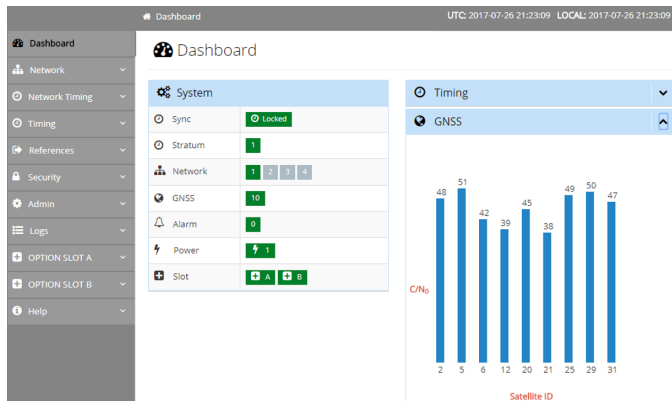 Dashboard
UTC: 2017-07-26 21:23:09 LOCAL: 2017-07-26 21:23:09
Dashboard
Network
Network Timing
Timing
References
Security
Admin
Logs
OPTION SLOT A
OPTION SLOT B
Help
Dashboard
System
Sync Locked
Stratum 1
Network 1 2 3 4
GNSS 10
Alarm 0
Power 1
Slot A B
Timing
GNSS
48 51 42 39 45 38 49 50 47
C/N0
2 5 6 12 20 21 25 29 31
Satellite ID